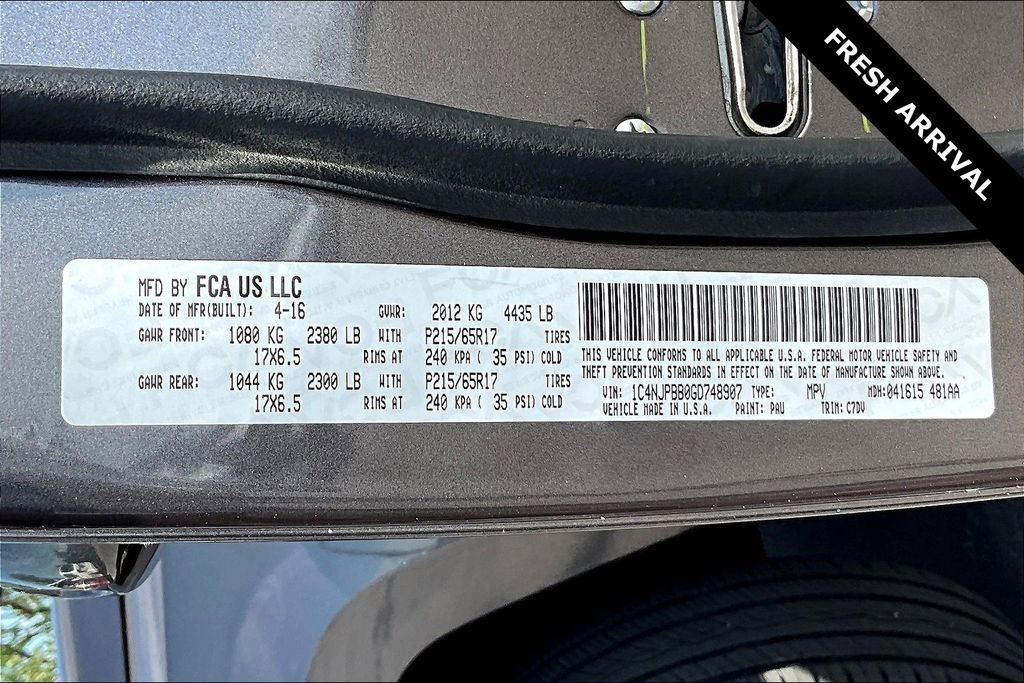 FRESH ARRIVAL
MFD BY FCA US LLC
DATE OF MFR(BUILT): 4-16 GVWR: 2012 KG 4435 LB
GAWR FRONT: 1080 KG 2380 LB WITH P215/65R17 TIRES
17X6.5 RIMS AT 240 KPA ( 35 PSI) COLD
GAWR REAR: 1044 KG 2300 LB WITH P215/65R17 TIRES
17X6.5 RIMS AT 240 KPA ( 35 PSI) COLD
THIS VEHICLE CONFORMS TO ALL APPLICABLE U.S.A. FEDERAL MOTOR VEHICLE SAFETY AND
THEFT PREVENTION STANDARDS IN EFFECT ON THE DATE OF MANUFACTURE SHOWN ABOVE.
VIN: 1C4NJPBB0GD748907 TYPE: MPV MDH:041615 481AA
VEHICLE MADE IN U.S.A. PAINT: PAU TRIM: C7DV